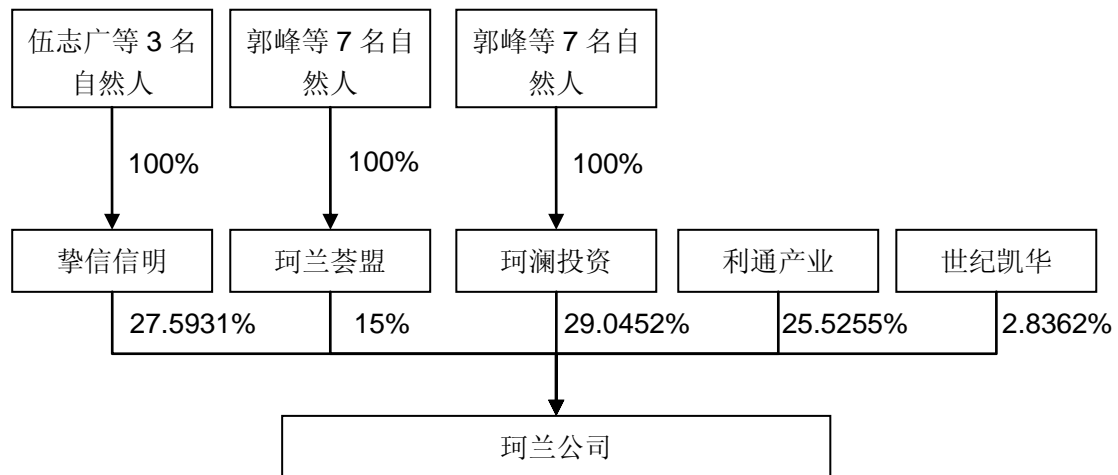 伍志广等 3 名
自然人
郭峰等 7 名自
然人
郭峰等 7 名自
然人
100%
100%
100%
挚信信明
珂兰荟盟
珂澜投资
利通产业
世纪凯华
27.5931%
15%
29.0452%
25.5255%
2.8362%
珂兰公司